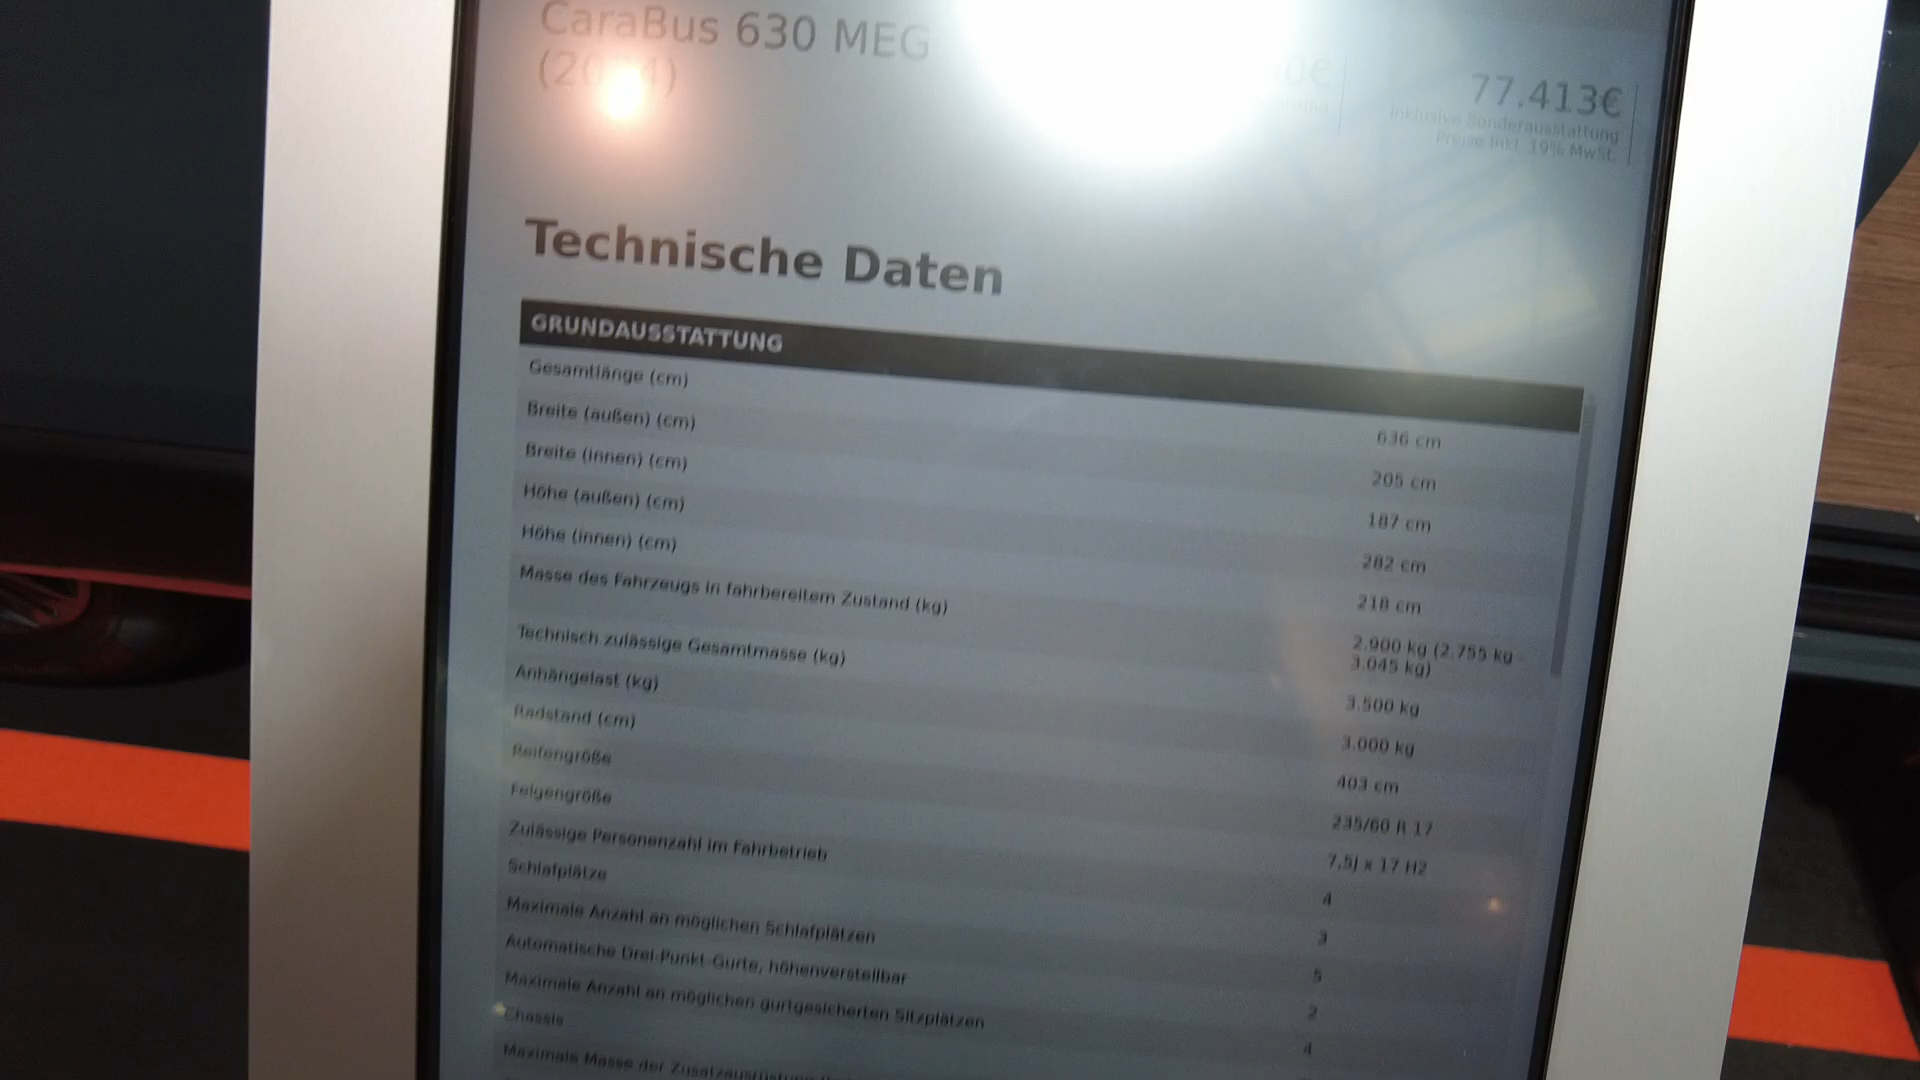 CaraBus 630 MEG
0€
77.413€
Inklusive Sonderausstattung
Preise inkl. 19% MwSt.
Technische Daten
GRUNDAUSSTATTUNG
Gesamtlänge (cm) 636 cm
Breite (außen) (cm) 205 cm
Breite (innen) (cm) 187 cm
Höhe (außen) (cm) 282 cm
Höhe (innen) (cm) 218 cm
Masse des Fahrzeugs in fahrbereitem Zustand (kg) 2.900 kg (2.755 kg -
3.045 kg)
Technisch zulässige Gesamtmasse (kg) 3.500 kg
Anhängelast (kg) 3.000 kg
Radstand (cm) 403 cm
Reifengröße 235/60 R 17
Felgengröße 7,5J x 17 H2
Zulässige Personenzahl im Fahrbetrieb 4
Schlafplätze 3
Maximale Anzahl an möglichen Schlafplätzen 5
Automatische Drei-Punkt-Gurte, höhenverstellbar 2
Maximale Anzahl an möglichen gurtgesicherten Sitzplätzen 4
Chassis
Maximale Masse der Zusatzausrüstung